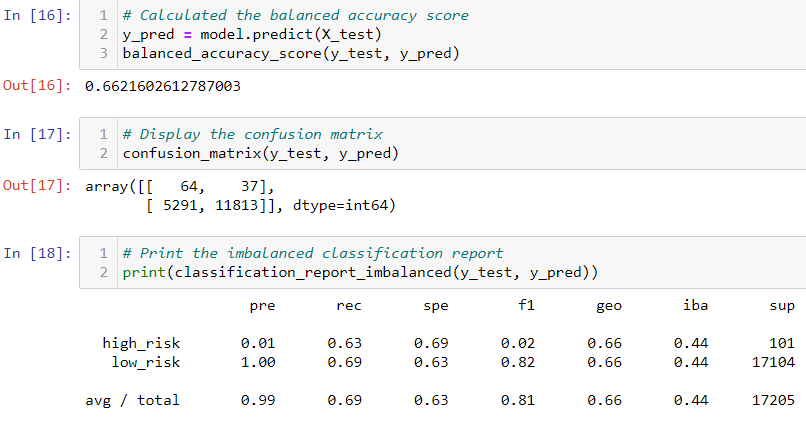 In [16]: 1 # Calculated the balanced accuracy score
2 y_pred = model.predict(X_test)
3 balanced_accuracy_score(y_test, y_pred)
Out[16]: 0.6621602612787003
In [17]: 1 # Display the confusion matrix
2 confusion_matrix(y_test, y_pred)
Out[17]: array([[   64,    37],
       [ 5291, 11813]], dtype=int64)
In [18]: 1 # Print the imbalanced classification report
2 print(classification_report_imbalanced(y_test, y_pred))
pre rec spe f1 geo iba sup
high_risk 0.01 0.63 0.69 0.02 0.66 0.44 101
low_risk 1.00 0.69 0.63 0.82 0.66 0.44 17104
avg / total 0.99 0.69 0.63 0.81 0.66 0.44 17205